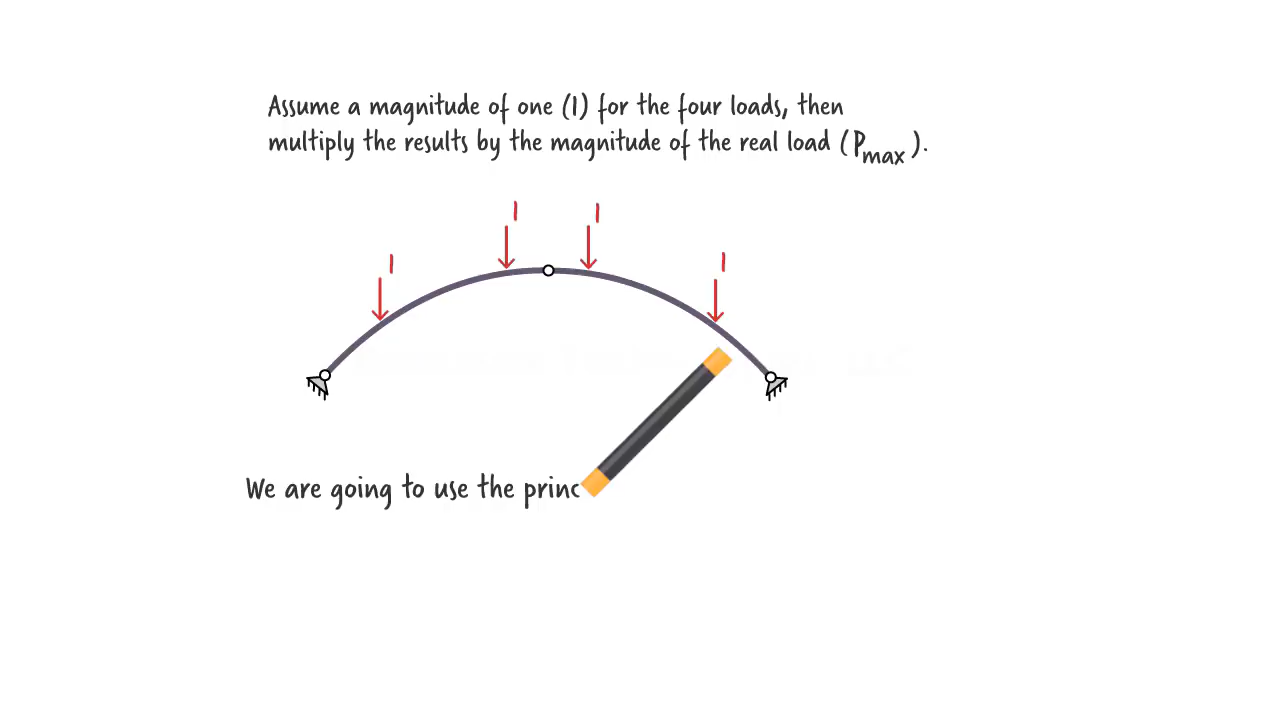 Assume a magnitude of one (1) for the four loads, then
multiply the results by the magnitude of the real load (Pmax).
1 1
1 1
We are going to use the princ